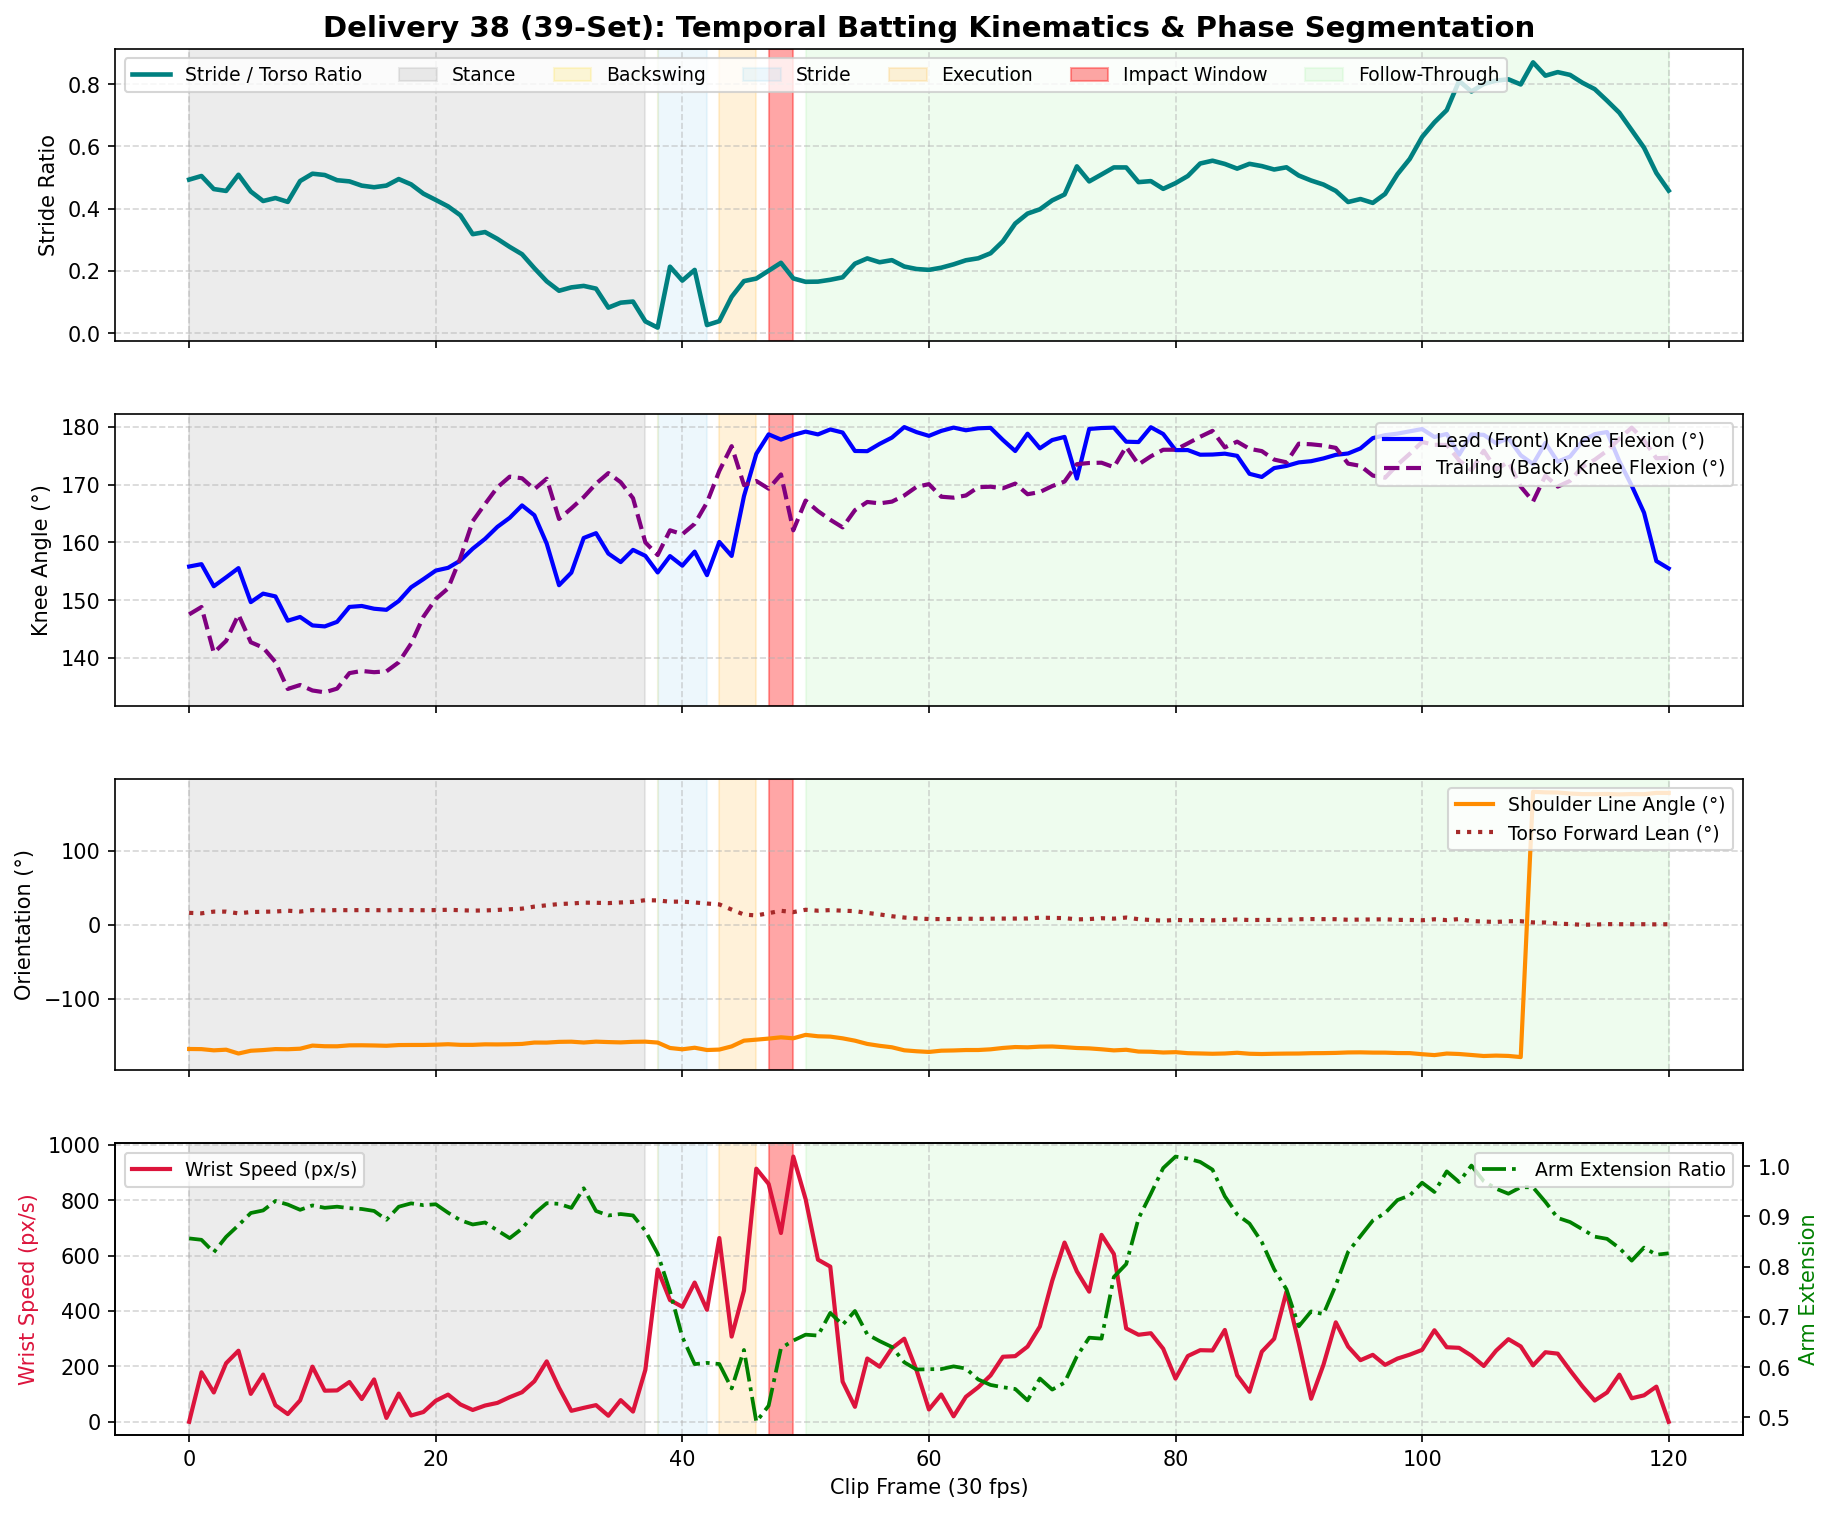 Delivery 38 (39-Set): Temporal Batting Kinematics & Phase Segmentation
Stride / Torso Ratio Stance Backswing Stride Execution Impact Window Follow-Through
Stride Ratio
0.8
0.6
0.4
0.2
0.0
Knee Angle (°)
180
170
160
150
140
Lead (Front) Knee Flexion (°)
Trailing (Back) Knee Flexion (°)
Orientation (°)
100
0
−100
Shoulder Line Angle (°)
Torso Forward Lean (°)
Wrist Speed (px/s)
1000
800
600
400
200
0
Wrist Speed (px/s)
Arm Extension Ratio
1.0
0.9
0.8
0.7
0.6
0.5
Arm Extension
0 20 40 60 80 100 120
Clip Frame (30 fps)